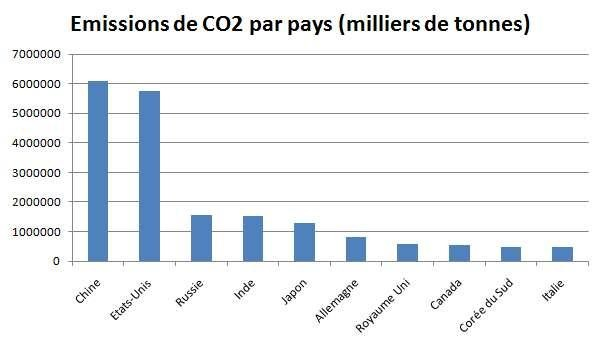 Emissions de CO2 par pays (milliers de tonnes)
7000000
6000000
5000000
4000000
3000000
2000000
1000000
0
Chine
Etats-Unis
Russie
Inde
Japon
Allemagne
Royaume Uni
Canada
Corée du Sud
Italie